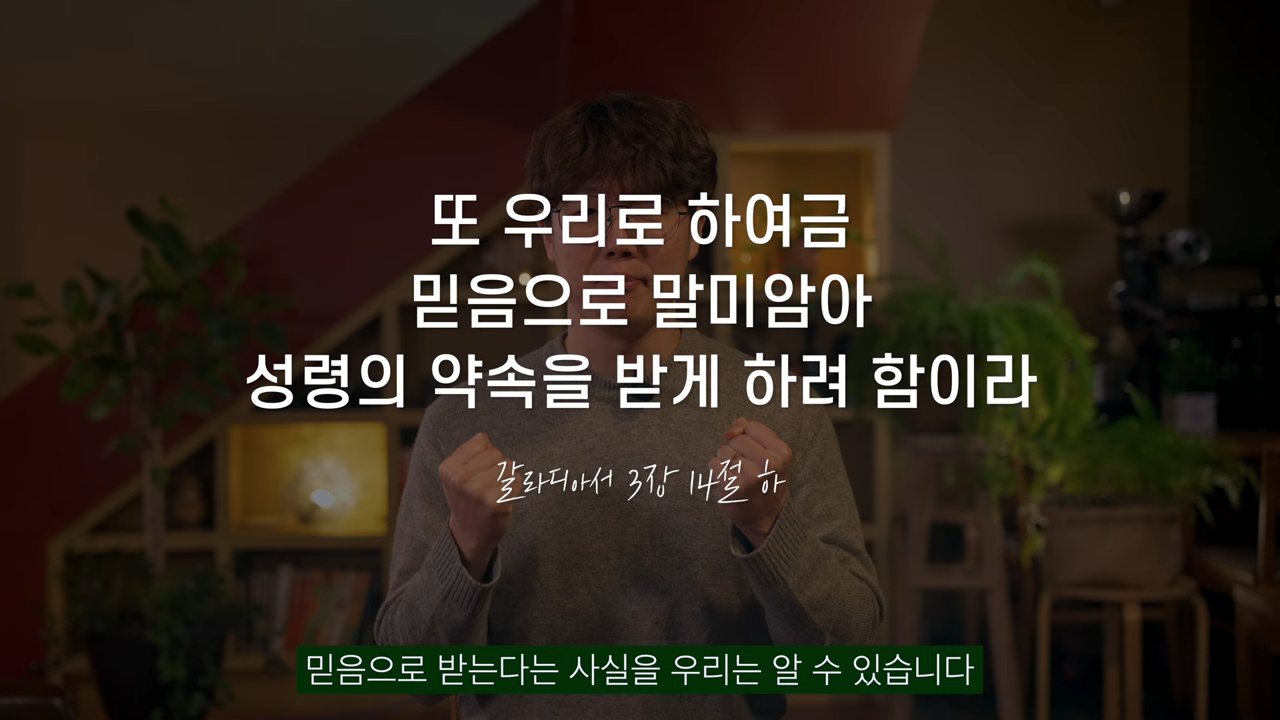 또 우리로 하여금
믿음으로 말미암아
성령의 약속을 받게 하려 함이라
갈라디아서 3장 14절 하
믿음으로 받는다는 사실을 우리는 알 수 있습니다